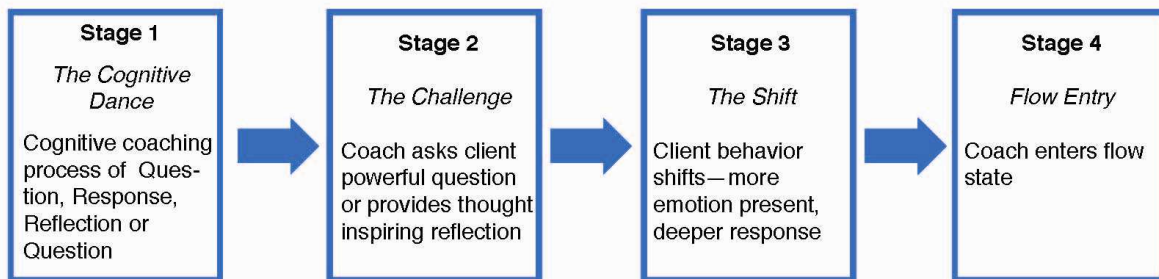 Stage 1
The Cognitive
Dance
Cognitive coaching
process of Ques-
tion, Response,
Reflection or
Question
Stage 2
The Challenge
Coach asks client
powerful question
or provides thought
inspiring reflection
Stage 3
The Shift
Client behavior
shifts—more
emotion present,
deeper response
Stage 4
Flow Entry
Coach enters flow
state